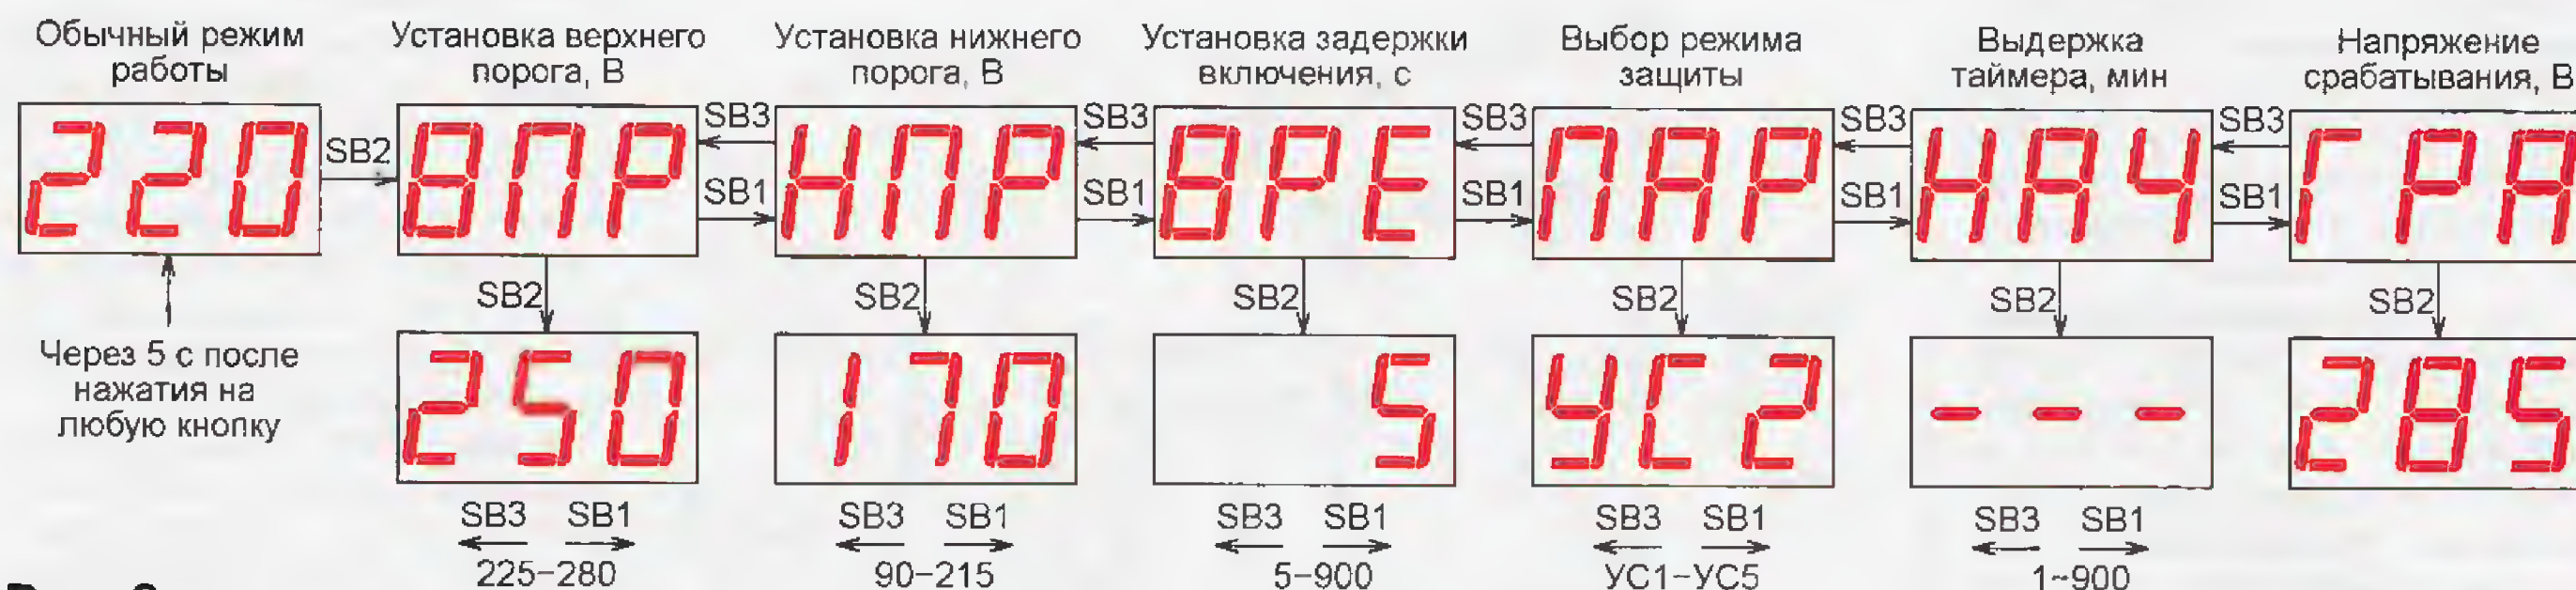 Обычный режим работы
Установка верхнего порога, В
Установка нижнего порога, В
Установка задержки включения, с
Выбор режима защиты
Выдержка таймера, мин
Напряжение срабатывания, В
220
SB2
ВПР
SB3
SB1
НПР
SB3
SB1
ВРЕ
SB3
SB1
ПАР
SB3
SB1
НАЧ
SB3
SB1
ГРА
SB2
SB2
SB2
SB2
SB2
SB2
Через 5 с после
нажатия на
любую кнопку
250
170
5
УС2
- - -
285
SB3 SB1
SB3 SB1
SB3 SB1
SB3 SB1
SB3 SB1
225–280
90–215
5–900
УС1–УС5
1~900